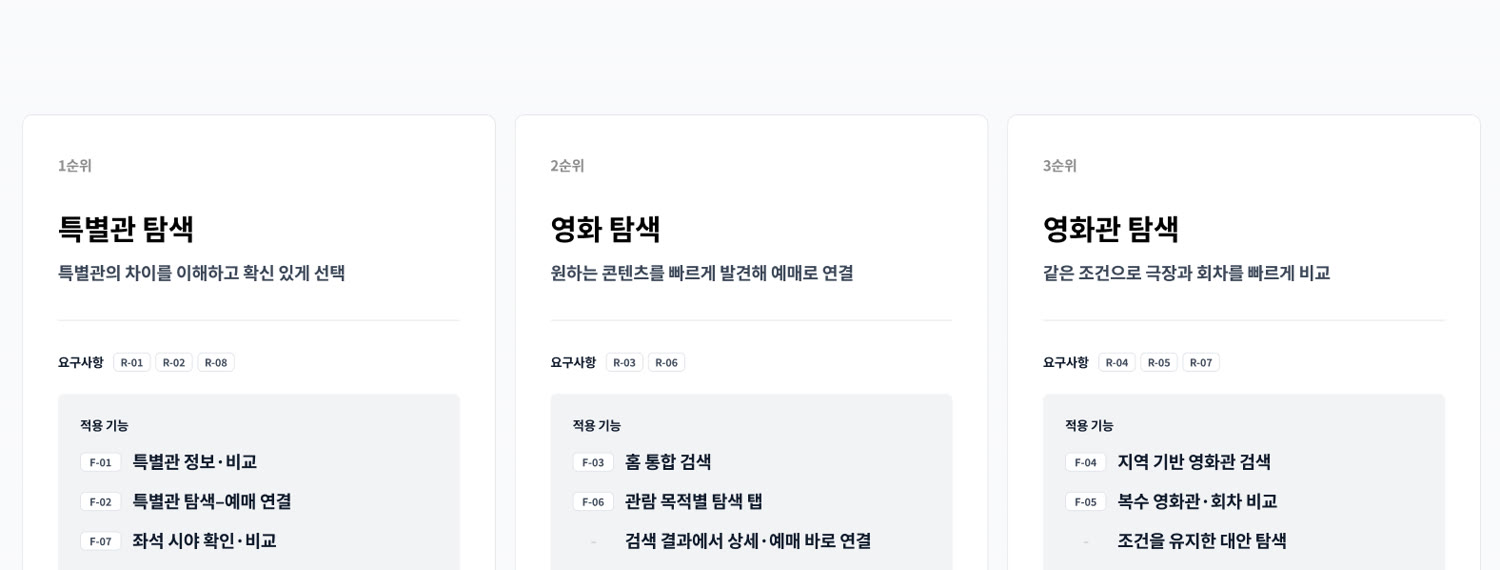 1순위
특별관 탐색
특별관의 차이를 이해하고 확신 있게 선택
요구사항 R-01 R-02 R-08
적용 기능
F-01 특별관 정보·비교
F-02 특별관 탐색–예매 연결
F-07 좌석 시야 확인·비교
2순위
영화 탐색
원하는 콘텐츠를 빠르게 발견해 예매로 연결
요구사항 R-03 R-06
적용 기능
F-03 홈 통합 검색
F-06 관람 목적별 탐색 탭
– 검색 결과에서 상세·예매 바로 연결
3순위
영화관 탐색
같은 조건으로 극장과 회차를 빠르게 비교
요구사항 R-04 R-05 R-07
적용 기능
F-04 지역 기반 영화관 검색
F-05 복수 영화관·회차 비교
– 조건을 유지한 대안 탐색